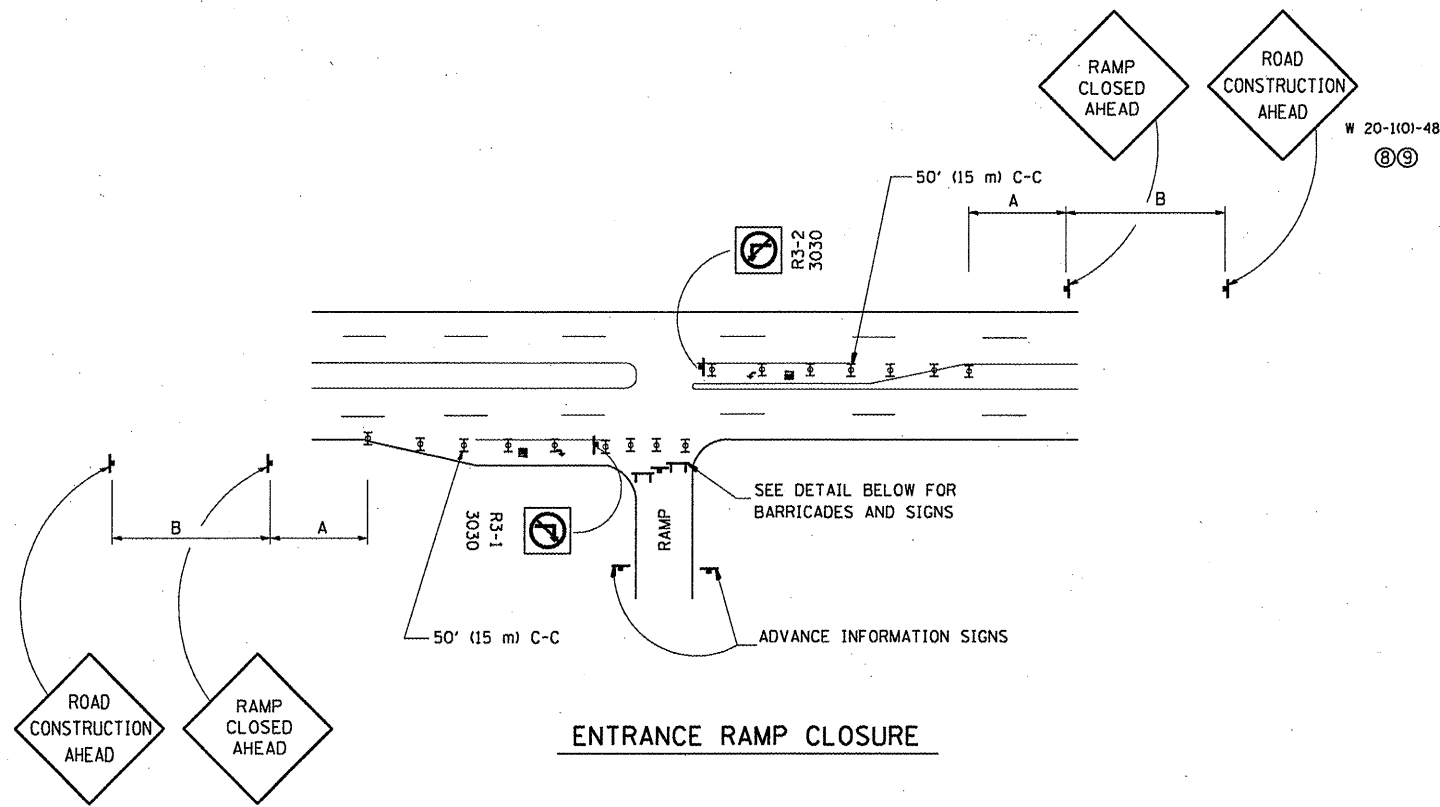 RAMP
CLOSED
AHEAD
ROAD
CONSTRUCTION
AHEAD
W 20-1(O)-48
⑧⑨
50' (15 m) C-C
A
B
R3-2
3030
SEE DETAIL BELOW FOR
BARRICADES AND SIGNS
R3-1
3030
RAMP
B
A
50' (15 m) C-C
ADVANCE INFORMATION SIGNS
ROAD
CONSTRUCTION
AHEAD
RAMP
CLOSED
AHEAD
ENTRANCE RAMP CLOSURE